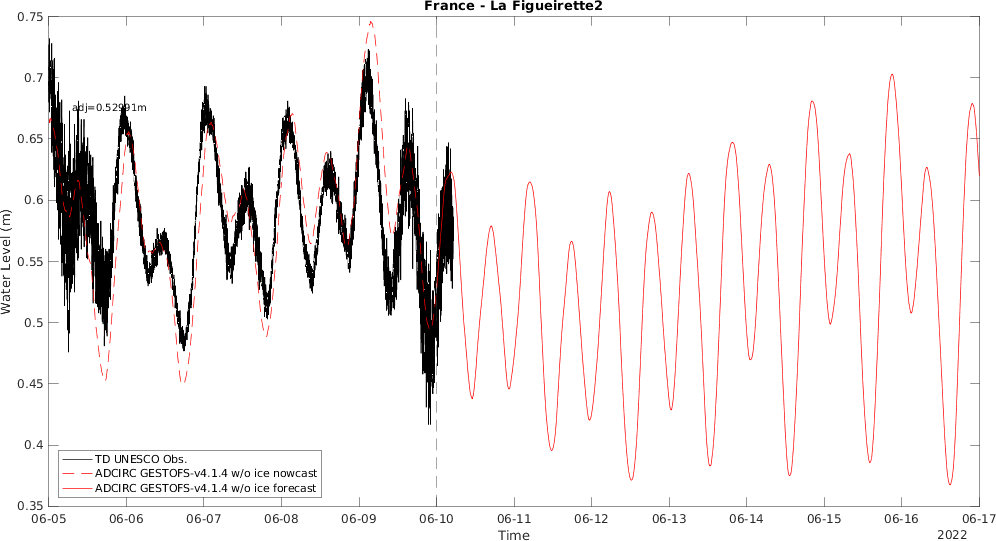 France - La Figueirette2
0.75
0.7
0.65
0.6
0.55
0.5
0.45
0.4
0.35
Water Level (m)
adj=0.52991m
TD UNESCO Obs.
ADCIRC GESTOFS-v4.1.4 w/o ice nowcast
ADCIRC GESTOFS-v4.1.4 w/o ice forecast
06-05 06-06 06-07 06-08 06-09 06-10 06-11 06-12 06-13 06-14 06-15 06-16 06-17
Time
2022